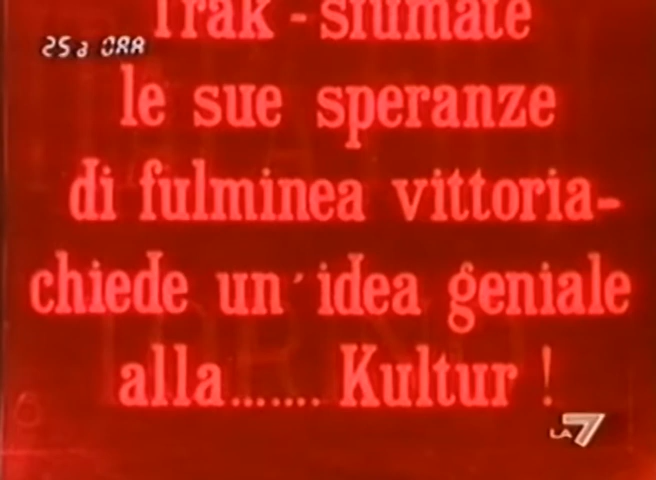 Trak - sfumate
25a ORA
le sue speranze
di fulminea vittoria-
chiede un'idea geniale
alla....... Kultur !
LA7